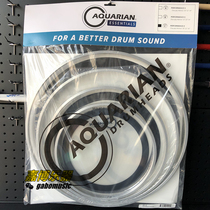 AQUARIAN
ESSENTIALS
FOR A BETTER DRUM SOUND
AQUARIAN
DRUMHEADS
gabomusic